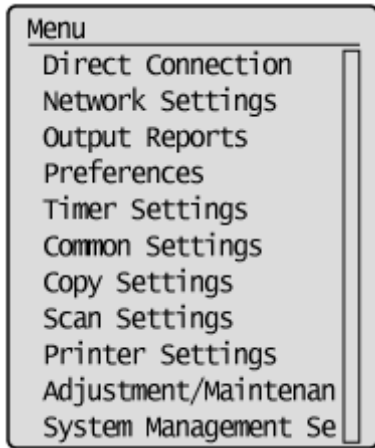 Menu
Direct Connection
Network Settings
Output Reports
Preferences
Timer Settings
Common Settings
Copy Settings
Scan Settings
Printer Settings
Adjustment/Maintenan
System Management Se